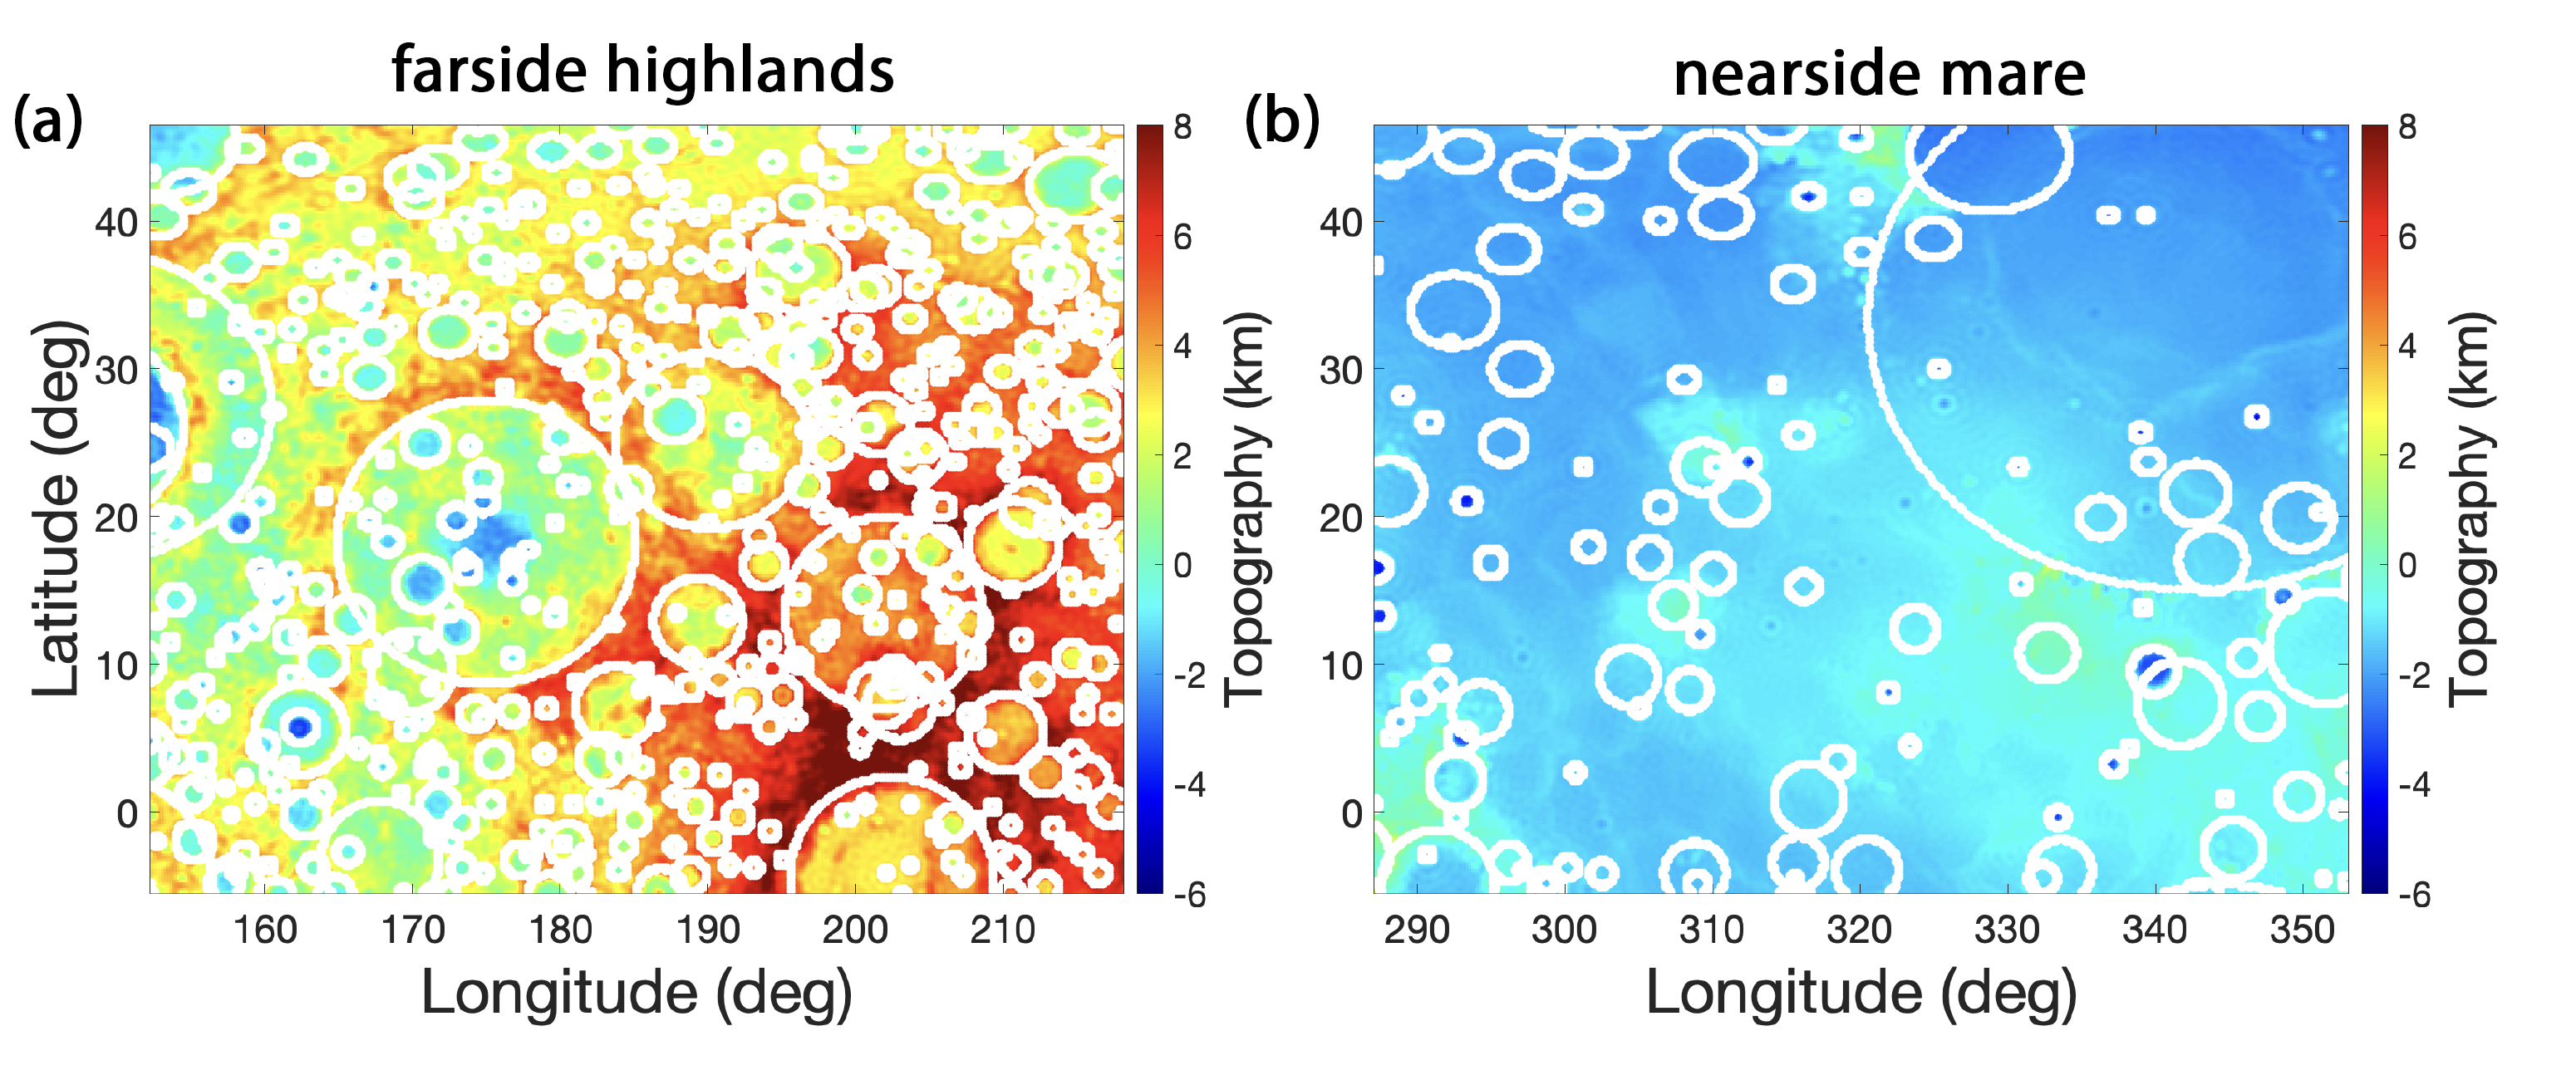 farside highlands
(a)
Latitude (deg)
40
30
20
10
0
160 170 180 190 200 210
Longitude (deg)
8
6
4
2
0
-2
-4
-6
Topography (km)
nearside mare
(b)
40
30
20
10
0
290 300 310 320 330 340 350
Longitude (deg)
8
6
4
2
0
-2
-4
-6
Topography (km)